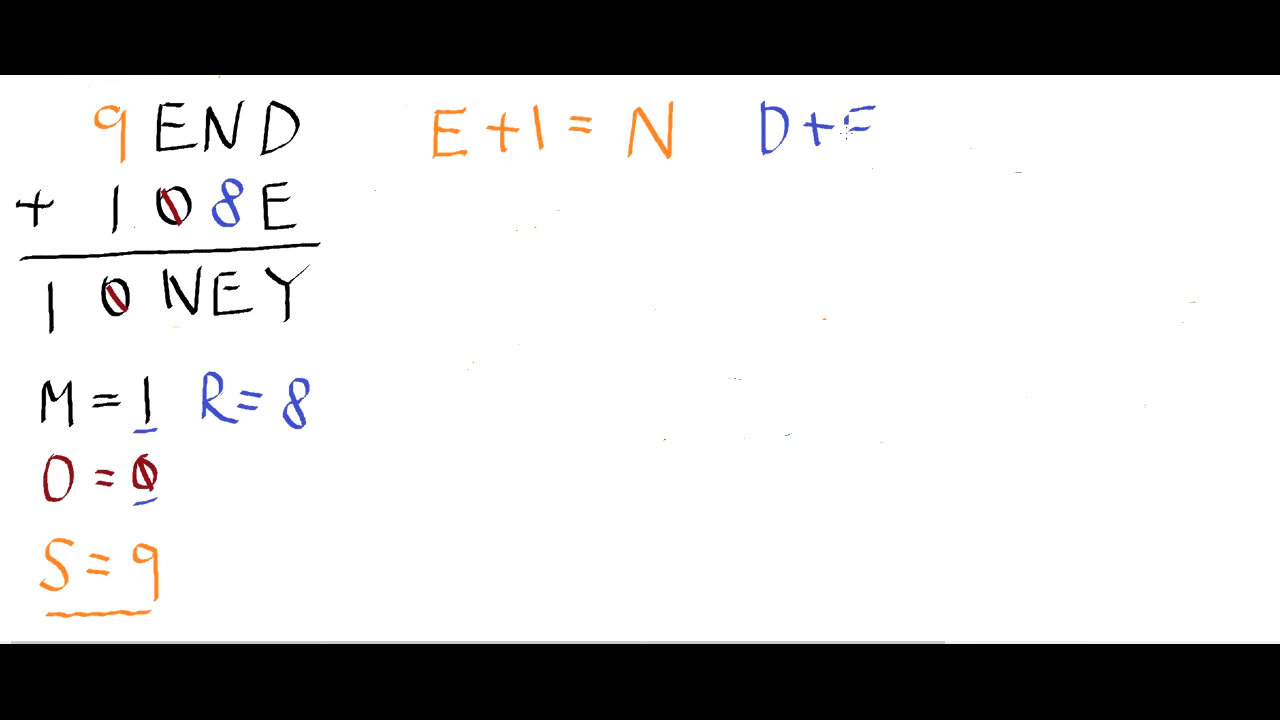 9END E+1=N D+E
+ 108E
10NEY
M=1 R=8
O=0
S=9